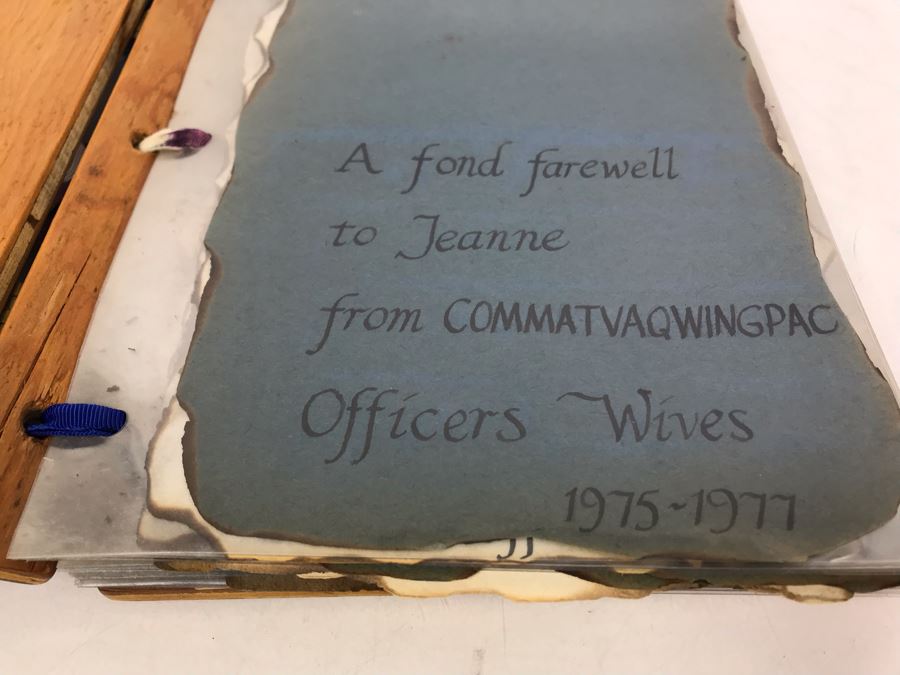 A fond farewell
to Jeanne
from COMMATVAQWINGPAC
Officers Wives
1975~1977